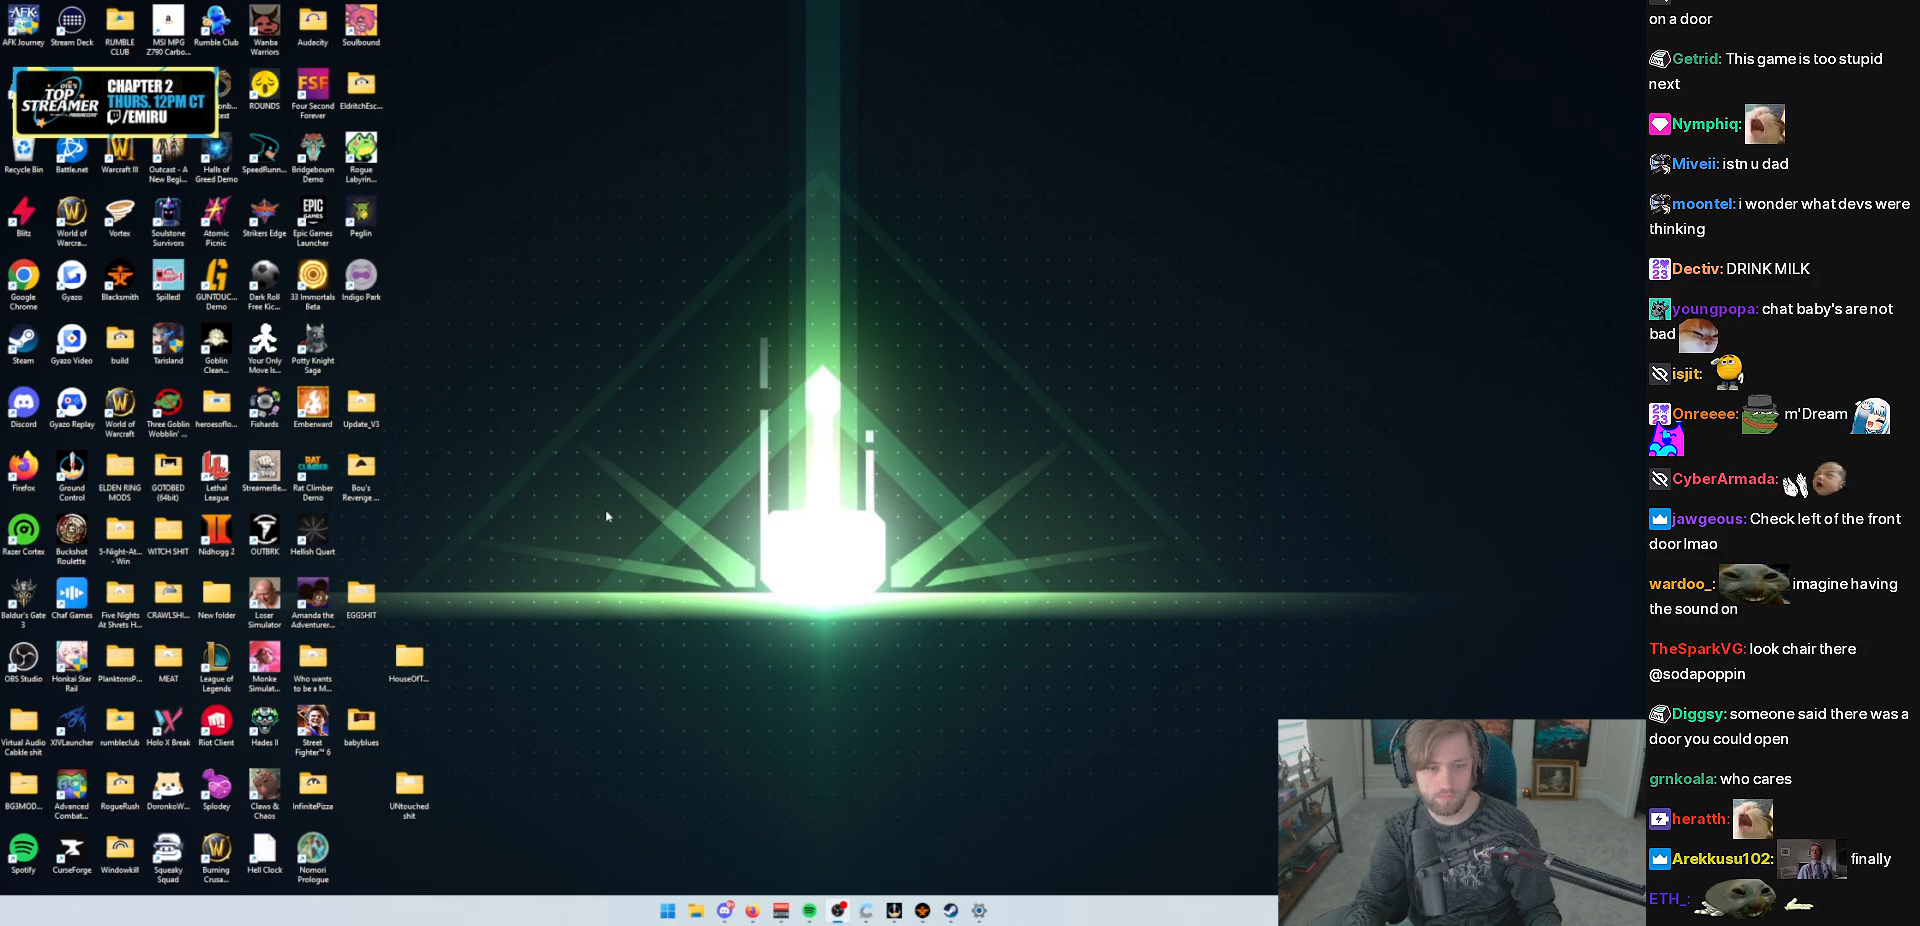 AFK Journey
Stream Deck
RUMBLE CLUB
MSI MPG Z790 Carbo...
Rumble Club
Wanba Warriors
Audacity
Soulbound
OTK'S
TOP STREAMER
CHAPTER 2
THURS. 12PM CT
/EMIRU
ROUNDS
FSF
Four Second Forever
EldritchEsc...
Recycle Bin
Battle.net
Warcraft III
Outcast - A New Begi...
Halls of Greed Demo
SpeedRunn...
Bridgebourn Demo
Rogue Labyrin...
Blitz
World of Warcra...
Vortex
Soulstone Survivors
Atomic Picnic
Strikers Edge
EPIC GAMES
Epic Games Launcher
Peglin
Google Chrome
Gyazo
Blacksmith
Spilled!
GUNTOUC... Demo
Dark Roll Free Kic...
33 Immortals Beta
Indigo Park
Steam
Gyazo Video
build
Tarisland
Goblin Clean...
Your Only Move Is...
Potty Knight Saga
Discord
Gyazo Replay
World of Warcraft
Three Goblin Wobblin' ...
heroesoflo...
Fishards
Emberward
Update_V3
Firefox
Ground Control
ELDEN RING MODS
GOTOBED (64bit)
Lethal League
StreamerBe...
RAT CLIMBER
Rat Climber Demo
Bou's Revenge ...
Razer Cortex
Buckshot Roulette
5-Night-At... - Win
WITCH SHIT
Nidhogg 2
OUTBRK
Hellish Quart
Baldur's Gate 3
Chaf Games
Five Nights At Shrets H...
CRAWLSHI...
New folder
Loser Simulator
Amanda the Adventurer...
EGGSHIT
OBS Studio
Honkai Star Rail
PlanktonsP...
MEAT
League of Legends
Monke Simulat...
Who wants to be a M...
HouseOfT...
Virtual Audio Cabkle shit
XIVLauncher
rumbleclub
Holo X Break
Riot Client
Hades II
Street Fighter™ 6
babyblues
BG3MOD...
Advanced Combat...
RogueRush
DoronkoW...
Splodey
Claws & Chaos
InfinitePizza
UNtouched shit
Spotify
CurseForge
Windowkill
Squeaky Squad
Burning Crusa...
Hell Clock
Nomori Prologue
on a door
Getrid: This game is too stupid
next
Nymphiq:
Miveii: istn u dad
moontel: i wonder what devs were
thinking
Dectiv: DRINK MILK
youngpopa: chat baby's are not
bad
isjit:
Onreeee: m'Dream
CyberArmada:
jawgeous: Check left of the front
door lmao
wardoo_: imagine having
the sound on
TheSparkVG: look chair there
@sodapoppin
Diggsy: someone said there was a
door you could open
grnkoala: who cares
heratth:
Arekkusu102: finally
ETH_: